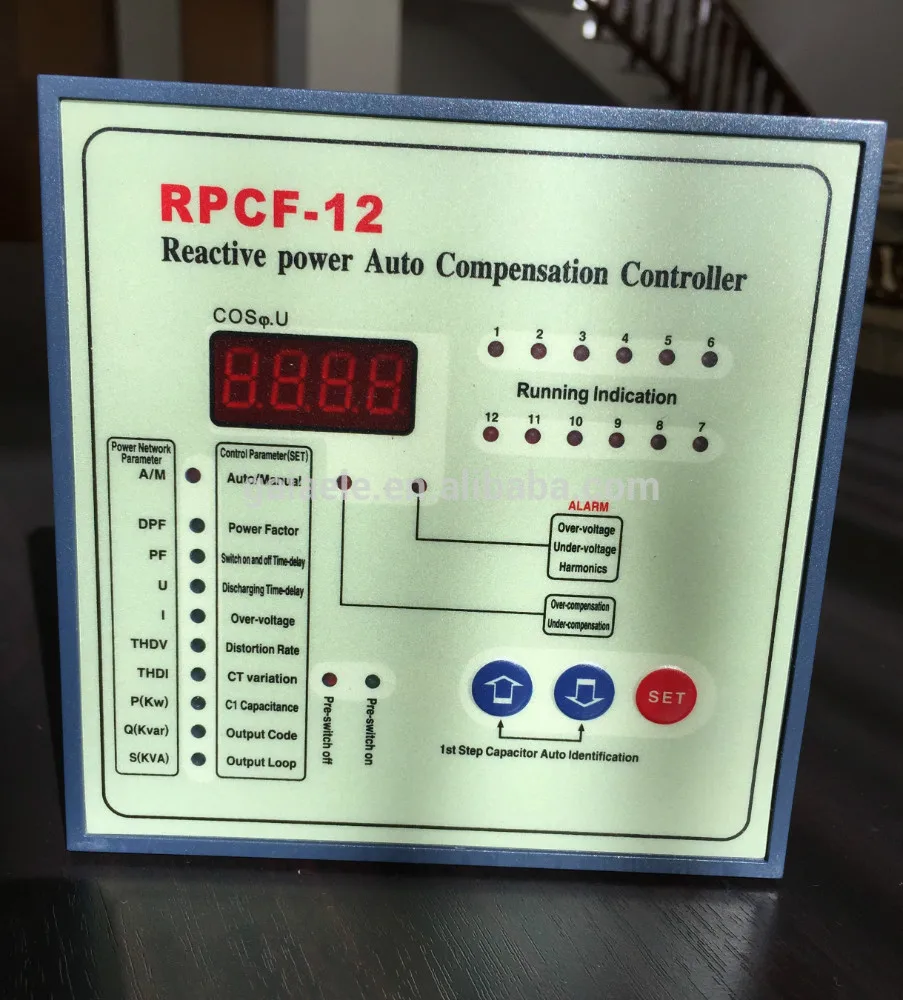 RPCF-12
Reactive power Auto Compensation Controller
COSφ.U
8.8.8.8
1 2 3 4 5 6
Running Indication
12 11 10 9 8 7
Power Network
Parameter
A/M
DPF
PF
U
I
THDV
THDI
P(Kw)
Q(Kvar)
S(KVA)
Control Parameter(SET)
Auto/Manual
Power Factor
Switch on and off Time-delay
Discharging Time-delay
Over-voltage
Distortion Rate
CT variation
C1 Capacitance
Output Code
Output Loop
ALARM
Over-voltage
Under-voltage
Harmonics
Over-compensation
Under-compensation
Pre-switch off
Pre-switch on
SET
1st Step Capacitor Auto Identification